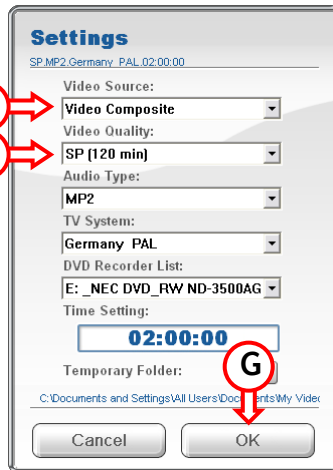 Settings
SP.MP2.Germany PAL.02:00:00
Video Source:
Video Composite
Video Quality:
SP (120 min)
Audio Type:
MP2
TV System:
Germany PAL
DVD Recorder List:
E: _NEC DVD_RW ND-3500AG
Time Setting:
02:00:00
Temporary Folder:
G
C:\Documents and Settings\All Users\Documents\My Video
Cancel
OK